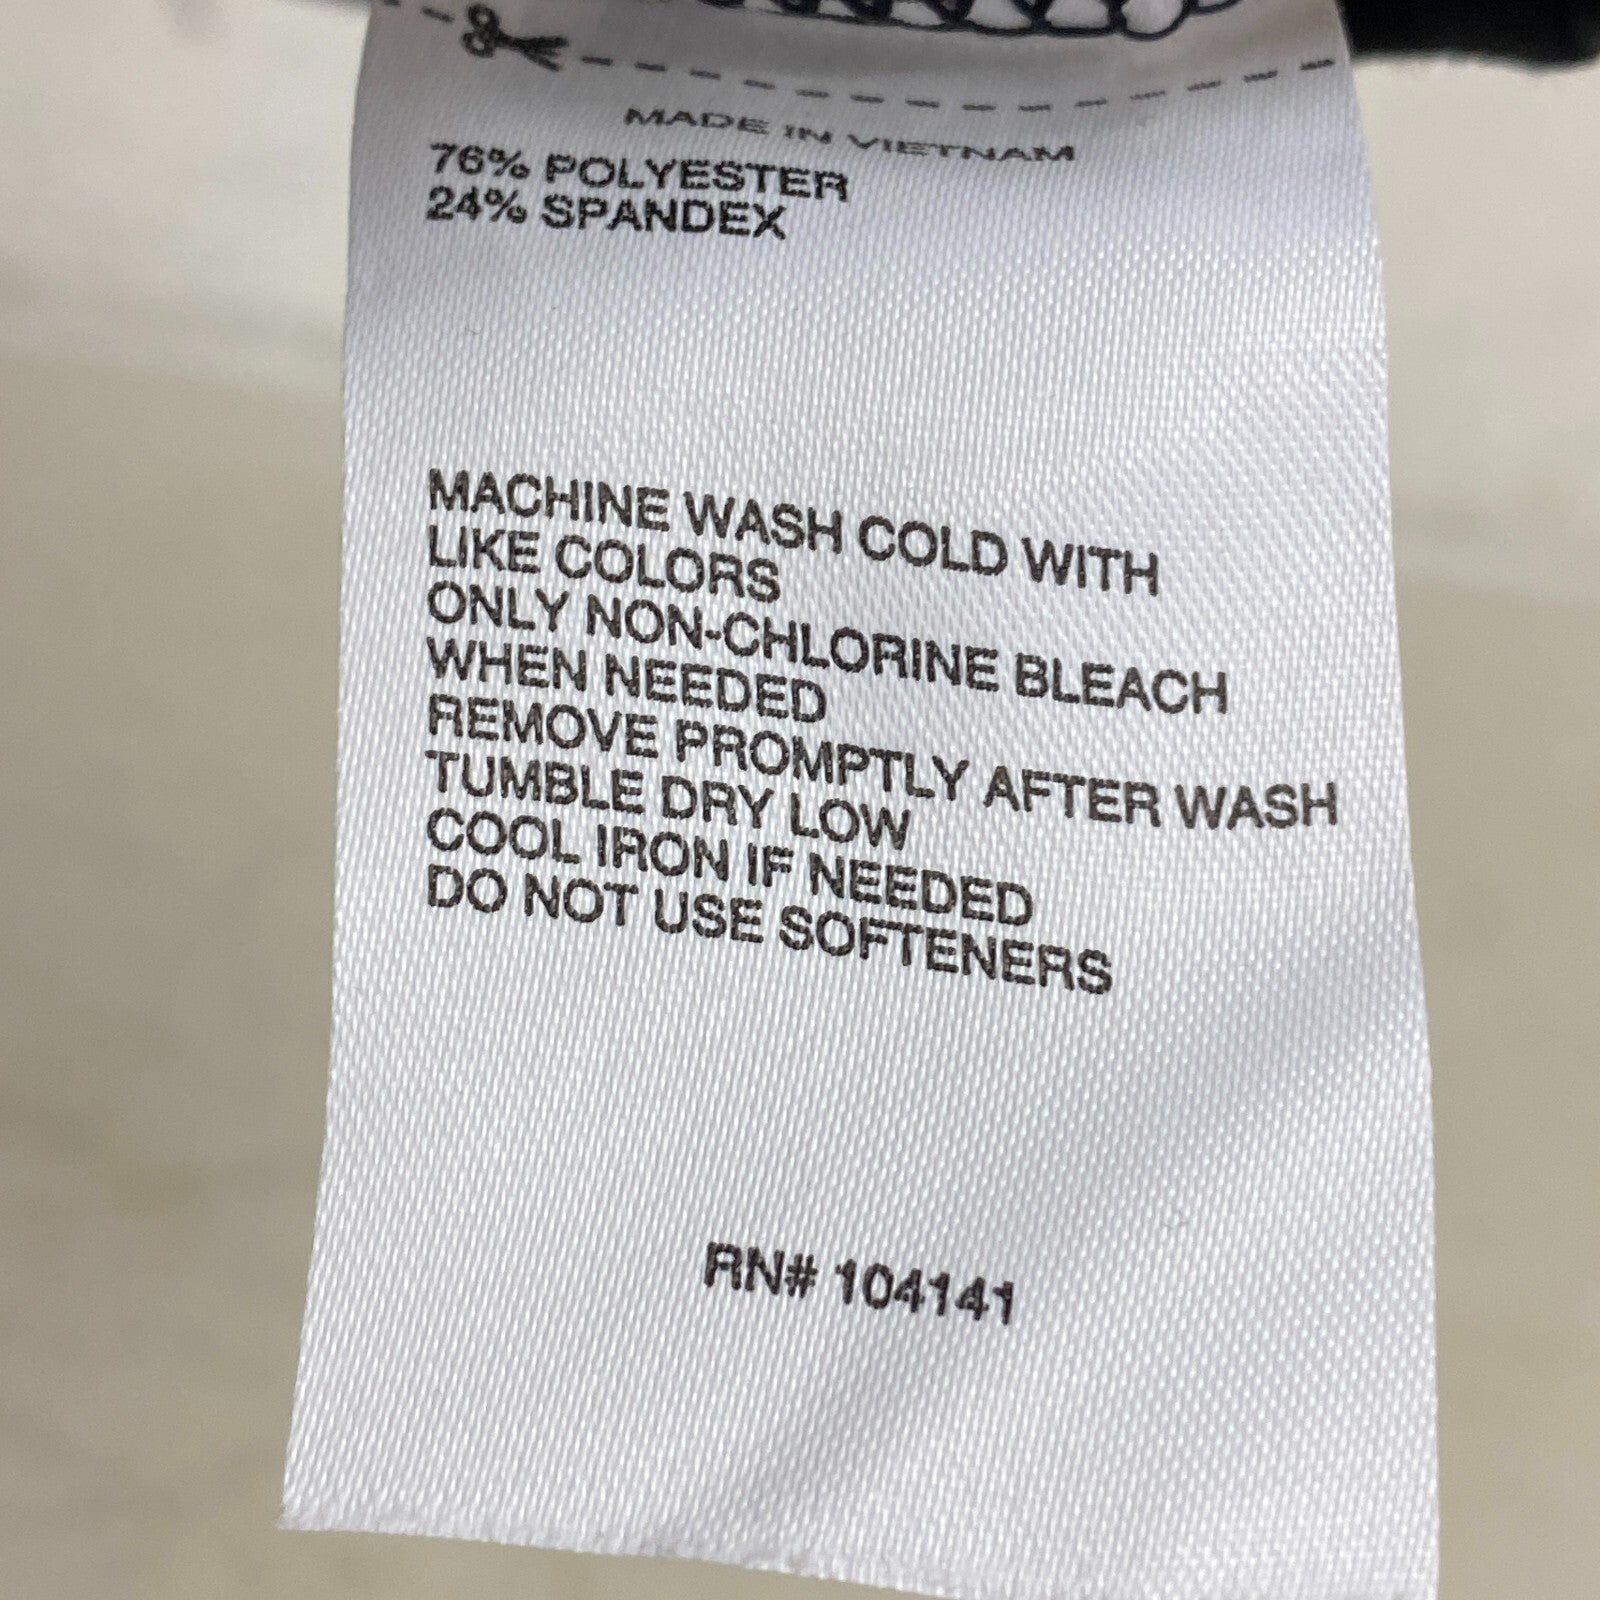 MADE IN VIETNAM
76% POLYESTER
24% SPANDEX
MACHINE WASH COLD WITH
LIKE COLORS
ONLY NON-CHLORINE BLEACH
WHEN NEEDED
REMOVE PROMPTLY AFTER WASH
TUMBLE DRY LOW
COOL IRON IF NEEDED
DO NOT USE SOFTENERS
RN# 104141